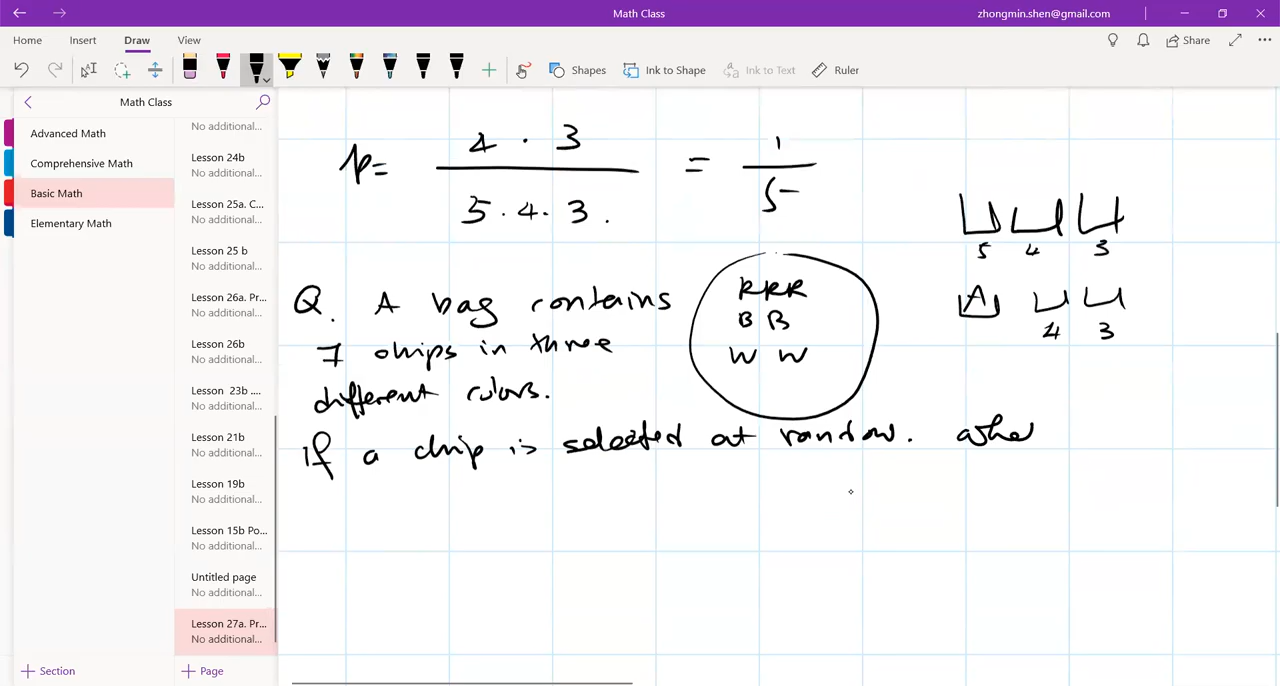 Math Class
zhongmin.shen@gmail.com
Home
Insert
Draw
View
Shapes
Ink to Shape
Ink to Text
Ruler
Share
Math Class
Advanced Math
Comprehensive Math
Basic Math
Elementary Math
No additional...
Lesson 24b
No additional...
Lesson 25a. C...
No additional...
Lesson 25 b
No additional...
Lesson 26a. Pr...
No additional...
Lesson 26b
No additional...
Lesson 23b ....
No additional...
Lesson 21b
No additional...
Lesson 19b
No additional...
Lesson 15b Po...
No additional...
Untitled page
No additional...
Lesson 27a. Pr...
No additional...
Section
Page
4 · 3
p= = 1
5 · 4 · 3 .
5
5 4 3
A
4 3
Q. A bag contains
7 chips in three
different colors.
RRR
B B
W W
If a chip is selected at random. whe